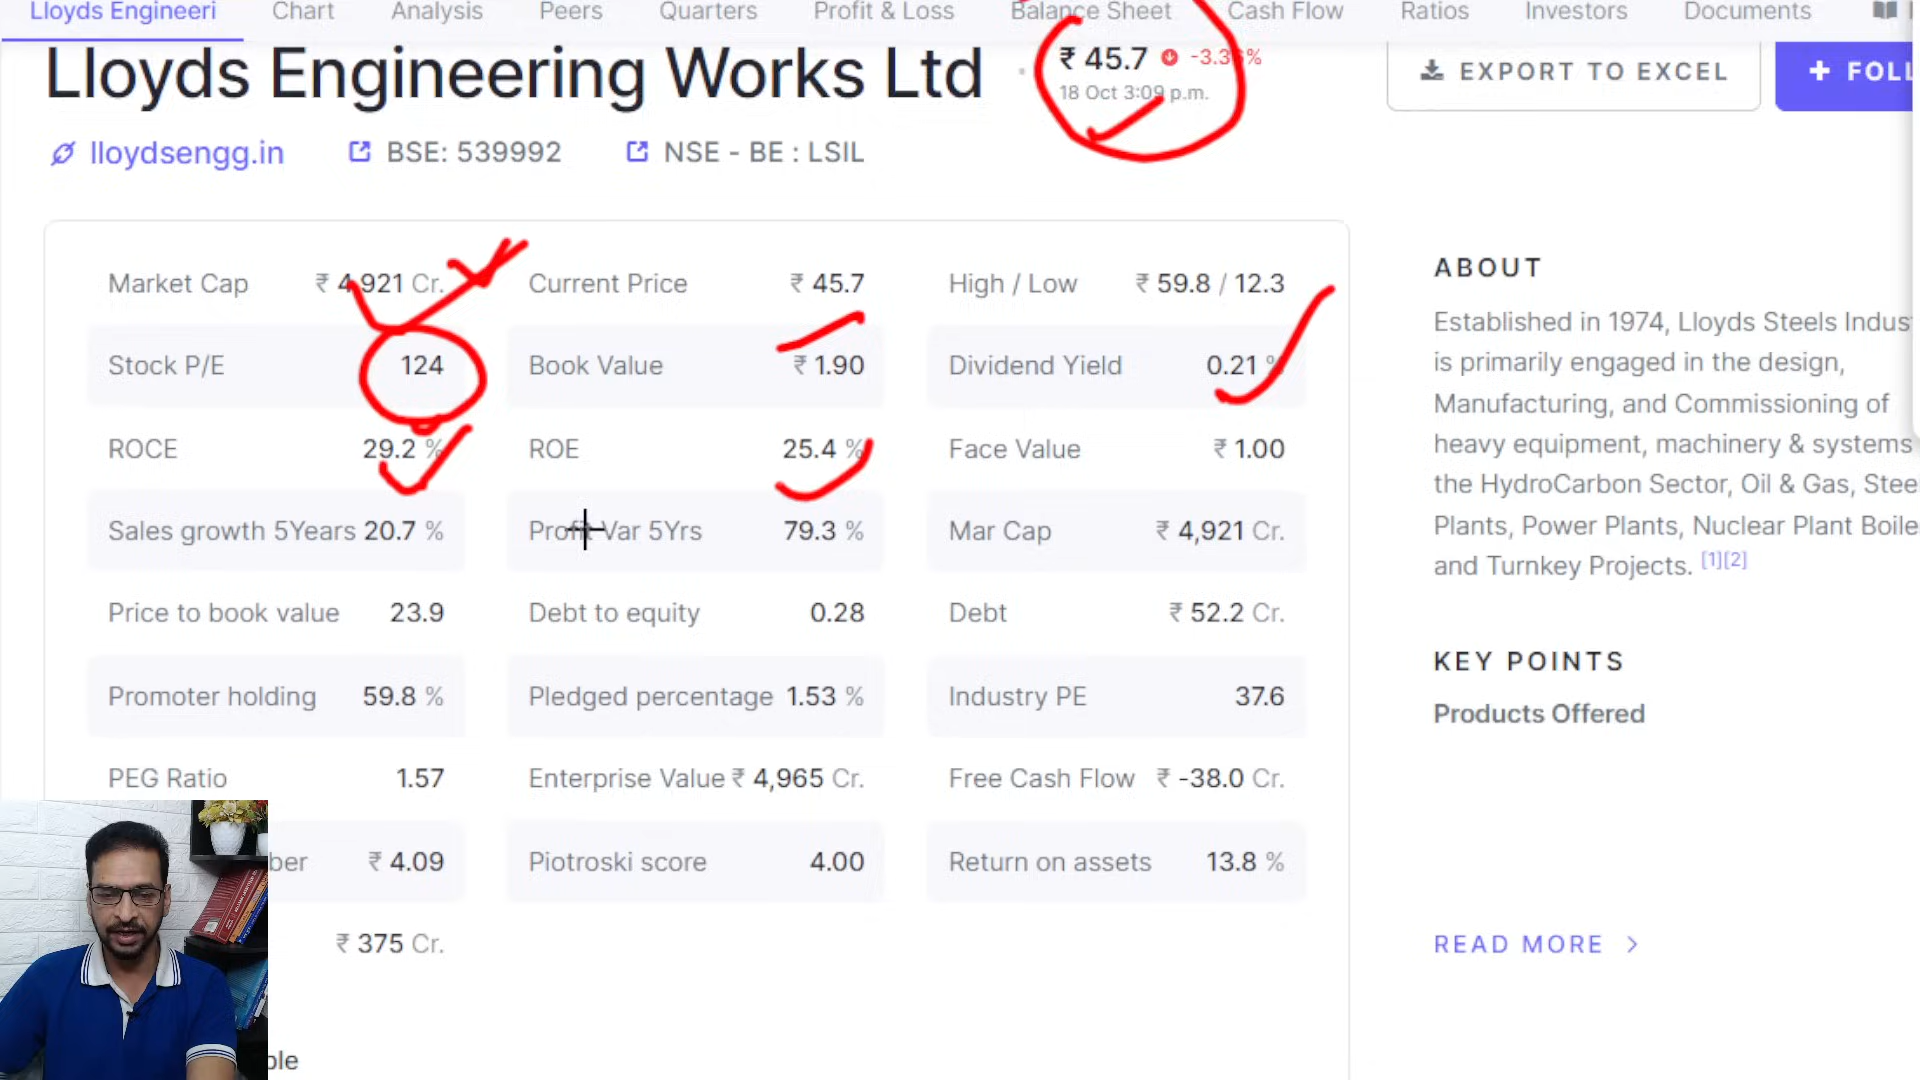 Lloyds Engineeri Chart Analysis Peers Quarters Profit & Loss Balance Sheet Cash Flow Ratios Investors Documents
Lloyds Engineering Works Ltd ₹ 45.7 -3.36%
18 Oct 3:09 p.m.
EXPORT TO EXCEL
+ FOLL
lloydsengg.in BSE: 539992 NSE - BE : LSIL
Market Cap ₹ 4,921 Cr. Current Price ₹ 45.7 High / Low ₹ 59.8 / 12.3
Stock P/E 124 Book Value ₹ 1.90 Dividend Yield 0.21 %
ROCE 29.2 % ROE 25.4 % Face Value ₹ 1.00
Sales growth 5Years 20.7 % Profit Var 5Yrs 79.3 % Mar Cap ₹ 4,921 Cr.
Price to book value 23.9 Debt to equity 0.28 Debt ₹ 52.2 Cr.
Promoter holding 59.8 % Pledged percentage 1.53 % Industry PE 37.6
PEG Ratio 1.57 Enterprise Value ₹ 4,965 Cr. Free Cash Flow ₹ -38.0 Cr.
ber ₹ 4.09 Piotroski score 4.00 Return on assets 13.8 %
₹ 375 Cr.
ble
ABOUT
Established in 1974, Lloyds Steels Indus
is primarily engaged in the design,
Manufacturing, and Commissioning of
heavy equipment, machinery & systems
the HydroCarbon Sector, Oil & Gas, Stee
Plants, Power Plants, Nuclear Plant Boile
and Turnkey Projects. [1][2]
KEY POINTS
Products Offered
READ MORE >